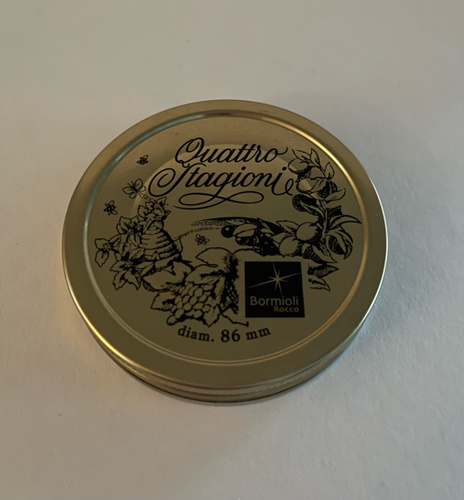 Quattro
Stagioni
Bormioli
Rocco
diam. 86 mm